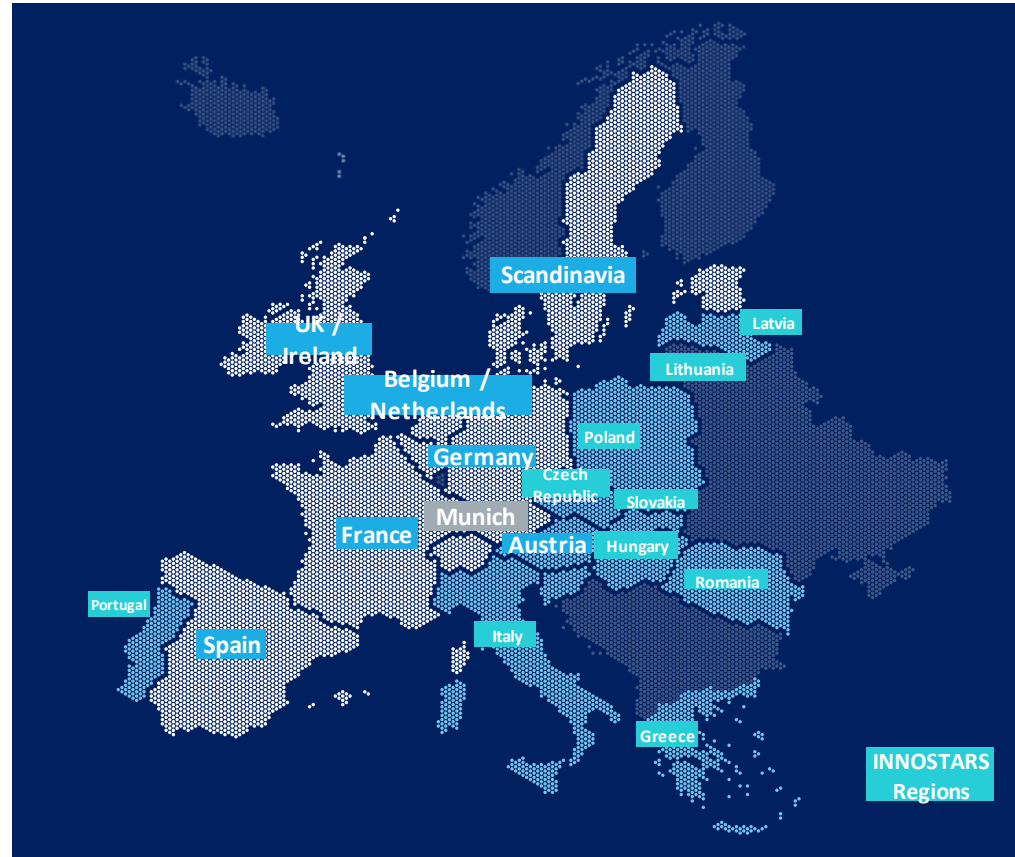 Scandinavia
UK /
Ireland
Latvia
Lithuania
Belgium /
Netherlands
Poland
Germany
Czech
Republic
Slovakia
Munich
France
Austria
Hungary
Romania
Portugal
Spain
Italy
Greece
INNOSTARS
Regions